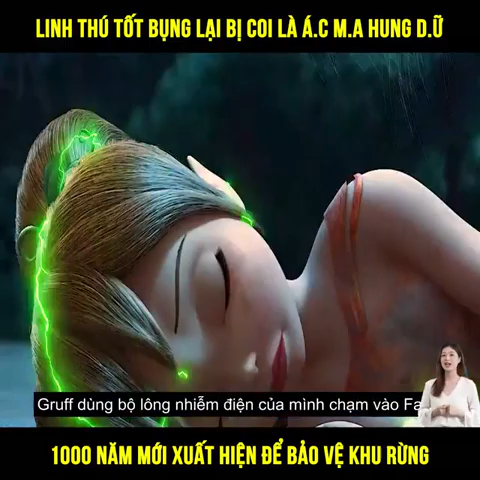 LINH THÚ TỐT BỤNG LẠI BỊ COI LÀ Á.C M.A HUNG D.Ữ
Gruff dùng bộ lông nhiễm điện của mình chạm vào Fa
1000 NĂM MỚI XUẤT HIỆN ĐỂ BẢO VỆ KHU RỪNG